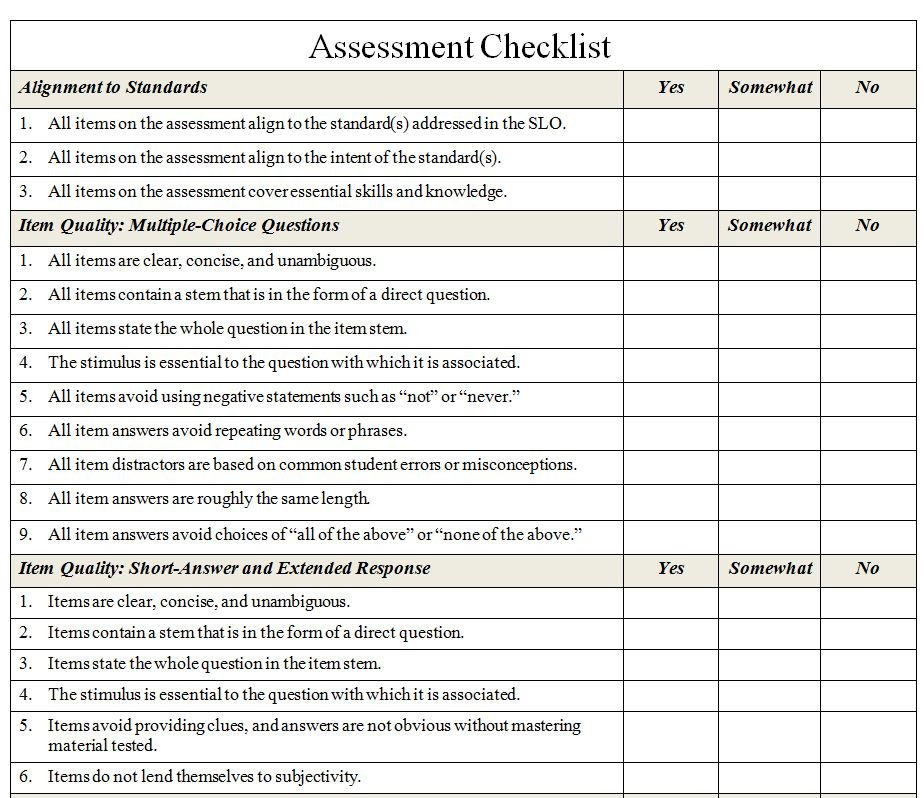 Assessment Checklist
Alignment to Standards Yes Somewhat No
1. All items on the assessment align to the standard(s) addressed in the SLO.
2. All items on the assessment align to the intent of the standard(s).
3. All items on the assessment cover essential skills and knowledge.
Item Quality: Multiple-Choice Questions Yes Somewhat No
1. All items are clear, concise, and unambiguous.
2. All items contain a stem that is in the form of a direct question.
3. All items state the whole question in the item stem.
4. The stimulus is essential to the question with which it is associated.
5. All items avoid using negative statements such as “not” or “never.”
6. All item answers avoid repeating words or phrases.
7. All item distractors are based on common student errors or misconceptions.
8. All item answers are roughly the same length.
9. All item answers avoid choices of “all of the above” or “none of the above.”
Item Quality: Short-Answer and Extended Response Yes Somewhat No
1. Items are clear, concise, and unambiguous.
2. Items contain a stem that is in the form of a direct question.
3. Items state the whole question in the item stem.
4. The stimulus is essential to the question with which it is associated.
5. Items avoid providing clues, and answers are not obvious without mastering
material tested.
6. Items do not lend themselves to subjectivity.